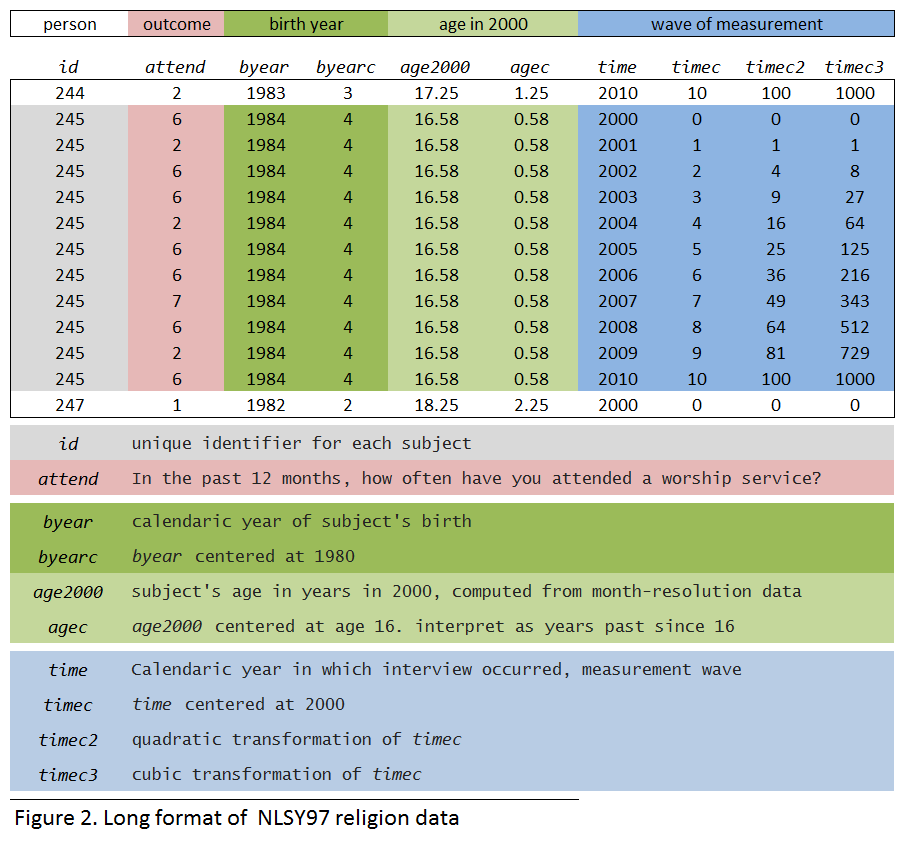 person outcome birth year age in 2000 wave of measurement
id attend byear byearc age2000 agec time timec timec2 timec3
244 2 1983 3 17.25 1.25 2010 10 100 1000
245 6 1984 4 16.58 0.58 2000 0 0 0
245 2 1984 4 16.58 0.58 2001 1 1 1
245 6 1984 4 16.58 0.58 2002 2 4 8
245 6 1984 4 16.58 0.58 2003 3 9 27
245 2 1984 4 16.58 0.58 2004 4 16 64
245 6 1984 4 16.58 0.58 2005 5 25 125
245 6 1984 4 16.58 0.58 2006 6 36 216
245 7 1984 4 16.58 0.58 2007 7 49 343
245 6 1984 4 16.58 0.58 2008 8 64 512
245 2 1984 4 16.58 0.58 2009 9 81 729
245 6 1984 4 16.58 0.58 2010 10 100 1000
247 1 1982 2 18.25 2.25 2000 0 0 0
id unique identifier for each subject
attend In the past 12 months, how often have you attended a worship service?
byear calendaric year of subject's birth
byearc byear centered at 1980
age2000 subject's age in years in 2000, computed from month-resolution data
agec age2000 centered at age 16. interpret as years past since 16
time Calendaric year in which interview occurred, measurement wave
timec time centered at 2000
timec2 quadratic transformation of timec
timec3 cubic transformation of timec
Figure 2. Long format of NLSY97 religion data